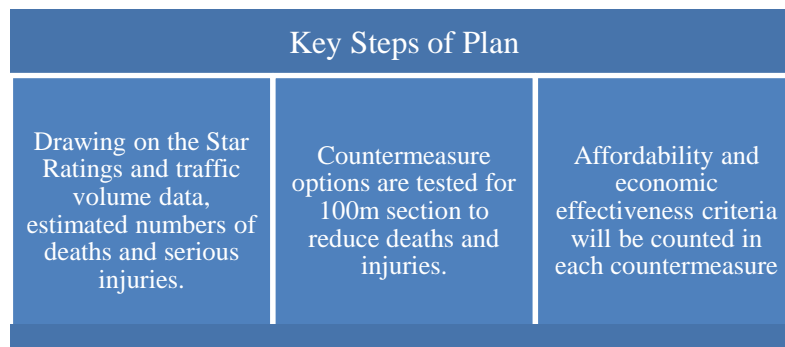 Key Steps of Plan
Drawing on the Star
Ratings and traffic
volume data,
estimated numbers of
deaths and serious
injuries.
Countermeasure
options are tested for
100m section to
reduce deaths and
injuries.
Affordability and
economic
effectiveness criteria
will be counted in
each countermeasure